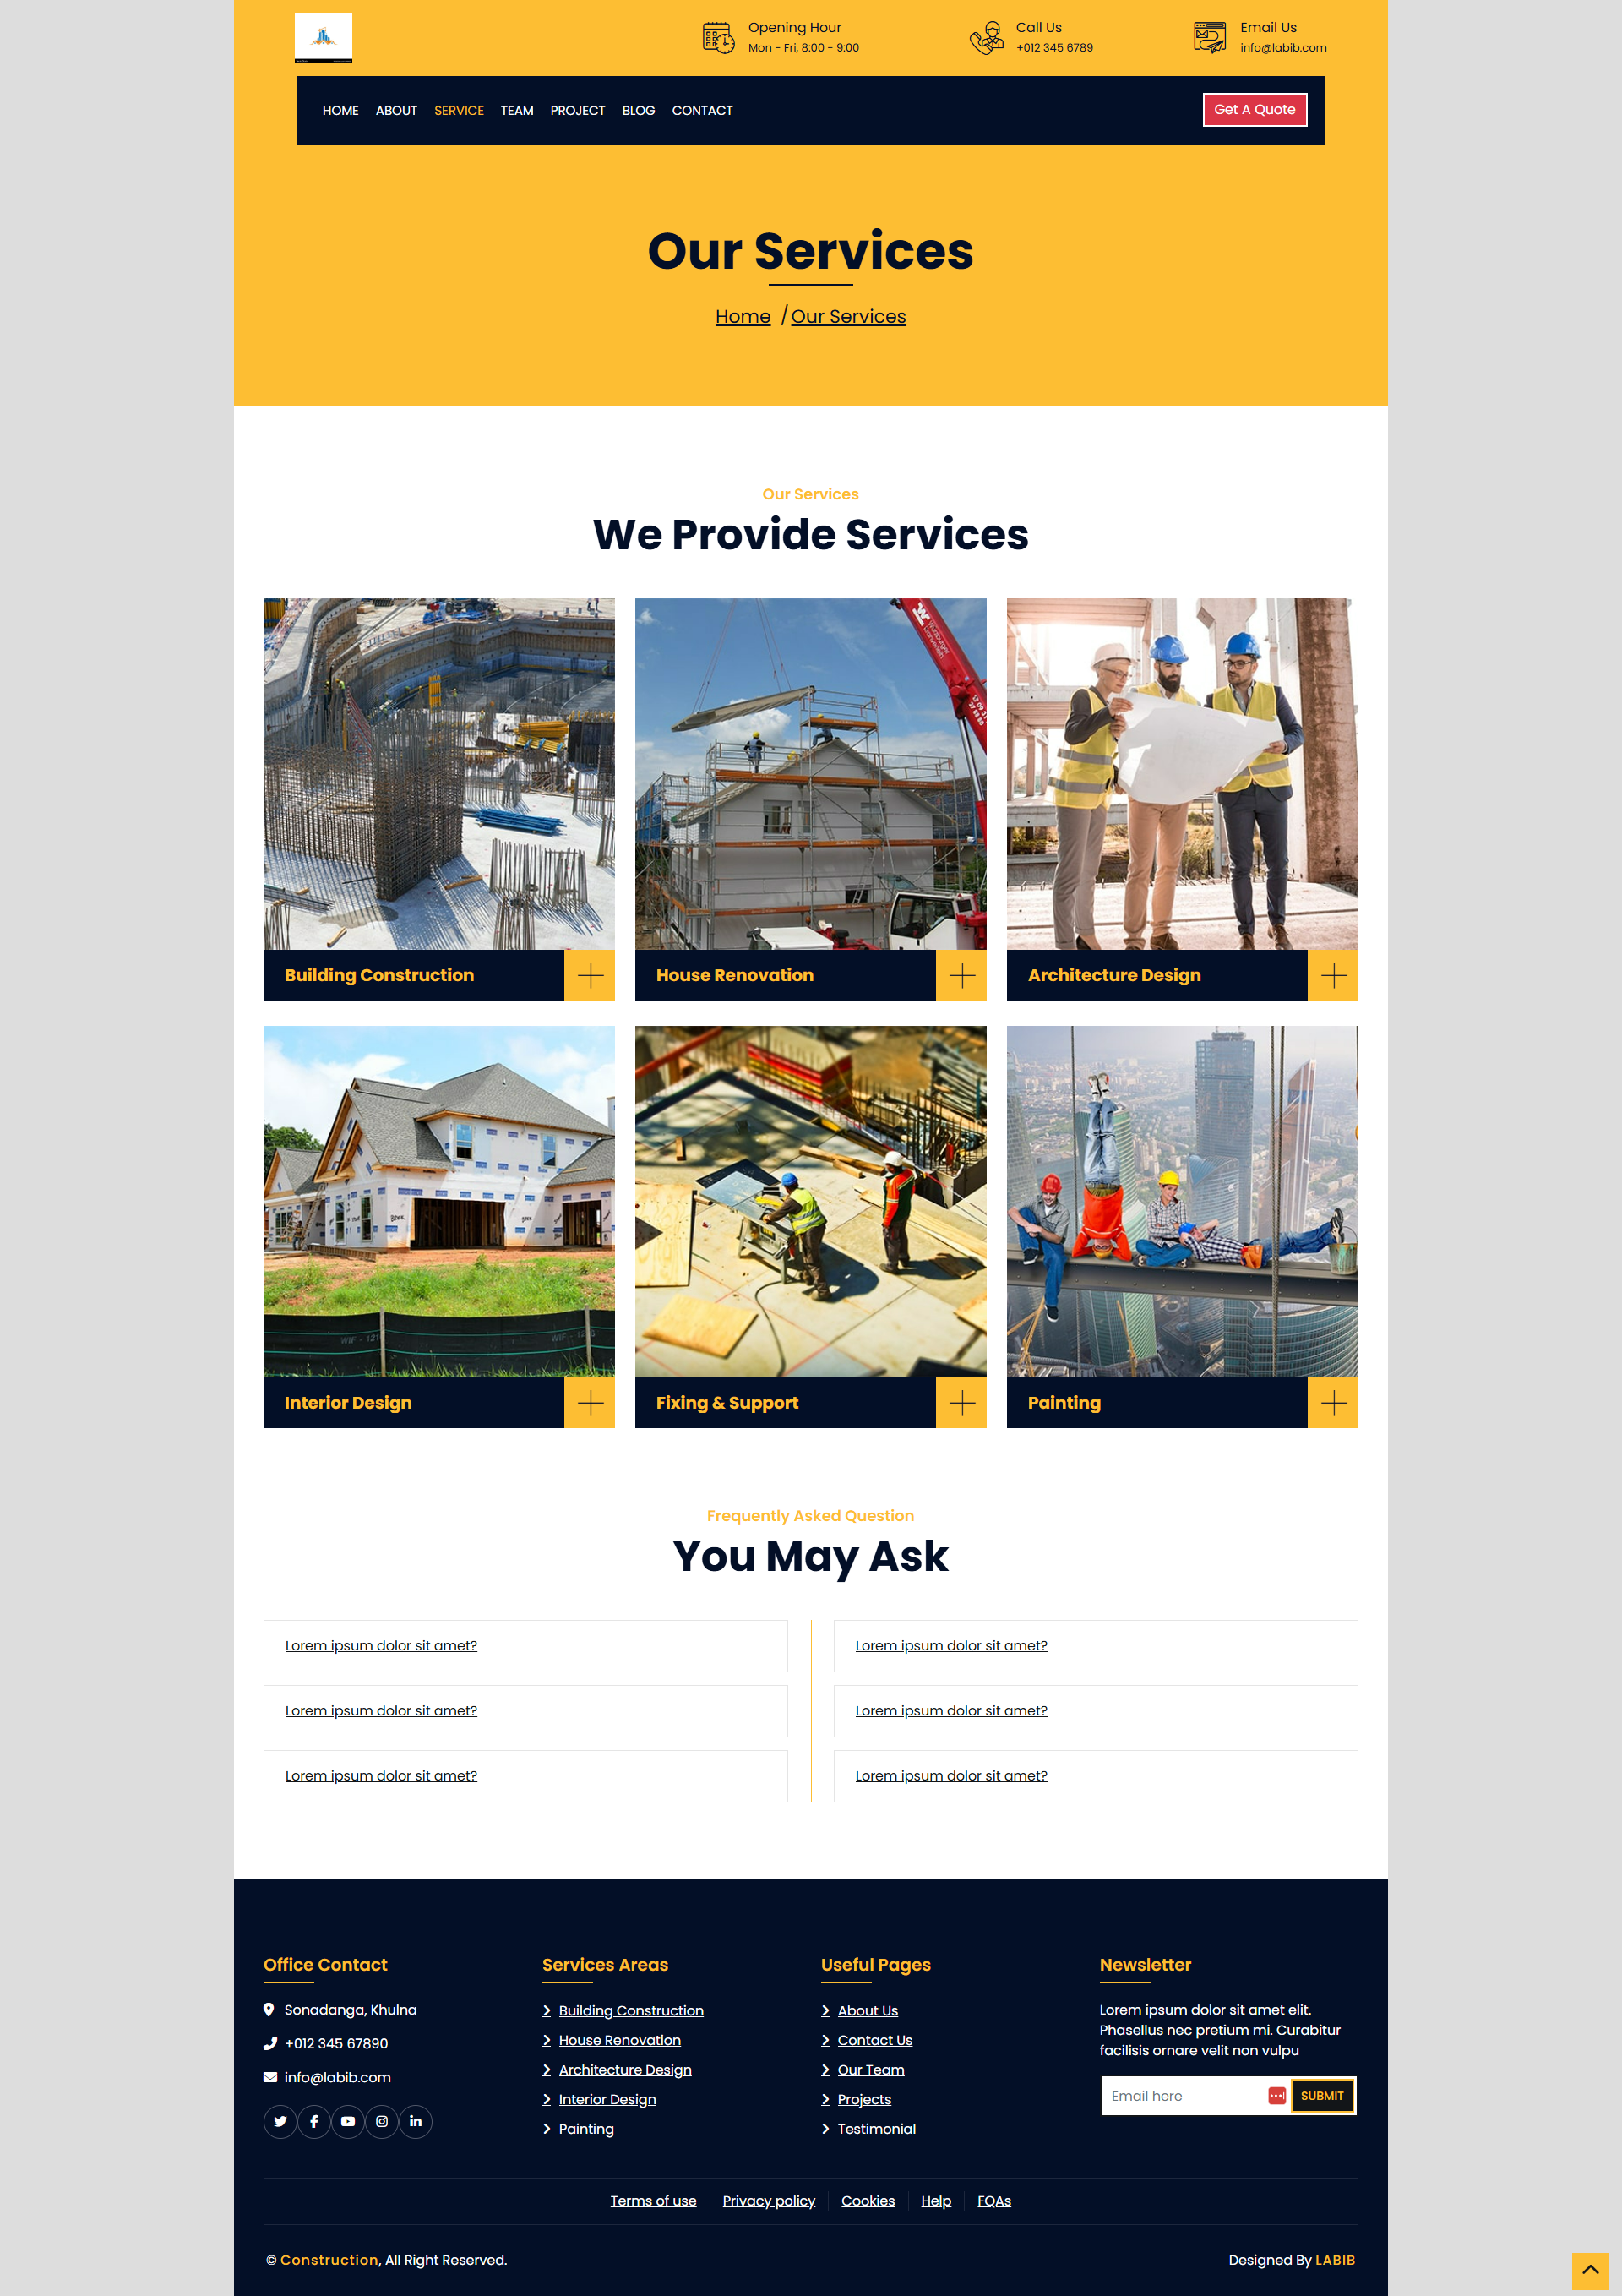 Opening Hour
Mon - Fri, 8:00 - 9:00
Call Us
+012 345 6789
Email Us
info@labib.com
HOME ABOUT SERVICE TEAM PROJECT BLOG CONTACT
Get A Quote
Our Services
Home / Our Services
Our Services
We Provide Services
Building Construction
House Renovation
Architecture Design
WIF - 121
WIF -
Interior Design
Fixing & Support
Painting
Frequently Asked Question
You May Ask
Lorem ipsum dolor sit amet?
Lorem ipsum dolor sit amet?
Lorem ipsum dolor sit amet?
Lorem ipsum dolor sit amet?
Lorem ipsum dolor sit amet?
Lorem ipsum dolor sit amet?
Office Contact
Sonadanga, Khulna
+012 345 67890
info@labib.com
Services Areas
Building Construction
House Renovation
Architecture Design
Interior Design
Painting
Useful Pages
About Us
Contact Us
Our Team
Projects
Testimonial
Newsletter
Lorem ipsum dolor sit amet elit.
Phasellus nec pretium mi. Curabitur
facilisis ornare velit non vulpu
Email here
SUBMIT
Terms of use
Privacy policy
Cookies
Help
FQAs
© Construction, All Right Reserved.
Designed By LABIB